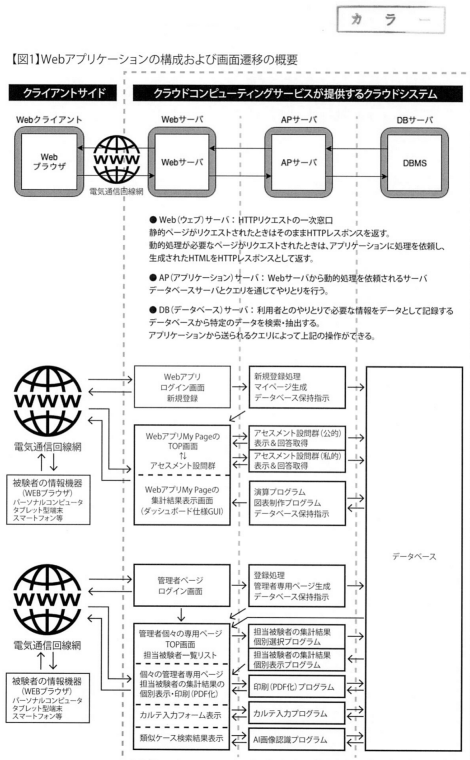 カラー
【図1】Webアプリケーションの構成および画面遷移の概要
クライアントサイド
クラウドコンピューティングサービスが提供するクラウドシステム
Webクライアント
Webサーバ
APサーバ
DBサーバ
Web
ブラウザ
WWW
Webサーバ
APサーバ
DBMS
電気通信回線網
● Web(ウェブ)サーバ：HTTPリクエストの一次窓口
静的ページがリクエストされたときはそのままHTTPレスポンスを返す。
動的処理が必要なページがリクエストされたときは、アプリケーションに処理を依頼し、
生成されたHTMLをHTTPレスポンスとして返す。
● AP(アプリケーション)サーバ：Webサーバから動的処理を依頼されるサーバ
データベースサーバとクエリを通じてやりとりを行う。
● DB(データベース)サーバ：利用者とのやりとりで必要な情報をデータとして記録する
データベースから特定のデータを検索・抽出する。
アプリケーションから送られるクエリによって上記の操作ができる。
WWW
電気通信回線網
被験者の情報機器
(WEBブラウザ)
パーソナルコンピュータ
タブレット型端末
スマートフォン等
Webアプリ
ログイン画面
新規登録
新規登録処理
マイページ生成
データベース保持指示
WebアプリMy Pageの
TOP画面
↑↓
アセスメント設問群
アセスメント設問群(公的)
表示&回答取得
アセスメント設問群(私的)
表示&回答取得
WebアプリMy Pageの
集計結果表示画面
(ダッシュボード仕様GUI)
演算プログラム
図表制作プログラム
データベース保持指示
データベース
WWW
電気通信回線網
被験者の情報機器
(WEBブラウザ)
パーソナルコンピュータ
タブレット型端末
スマートフォン等
管理者ページ
ログイン画面
登録処理
管理者専用ページ生成
データベース保持指示
管理者個々の専用ページ
TOP画面
担当被験者一覧リスト
担当被験者の集計結果
個別選択プログラム
担当被験者の集計結果
個別表示プログラム
個々の管理者専用ページ
担当被験者の集計結果の
個別表示・印刷(PDF化)
印刷(PDF化)プログラム
カルテ入力フォーム表示
カルテ入力プログラム
類似ケース検索結果表示
AI画像認識プログラム